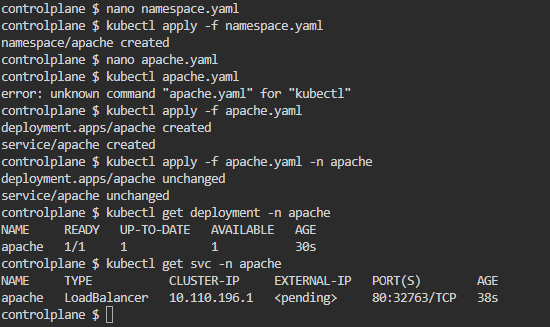 controlplane $ nano namespace.yaml
controlplane $ kubectl apply -f namespace.yaml
namespace/apache created
controlplane $ nano apache.yaml
controlplane $ kubectl apache.yaml
error: unknown command "apache.yaml" for "kubectl"
controlplane $ kubectl apply -f apache.yaml
deployment.apps/apache created
service/apache created
controlplane $ kubectl apply -f apache.yaml -n apache
deployment.apps/apache unchanged
service/apache unchanged
controlplane $ kubectl get deployment -n apache
NAME     READY   UP-TO-DATE   AVAILABLE   AGE
apache   1/1     1            1           30s
controlplane $ kubectl get svc -n apache
NAME     TYPE           CLUSTER-IP     EXTERNAL-IP   PORT(S)        AGE
apache   LoadBalancer   10.110.196.1   <pending>     80:32763/TCP   38s
controlplane $